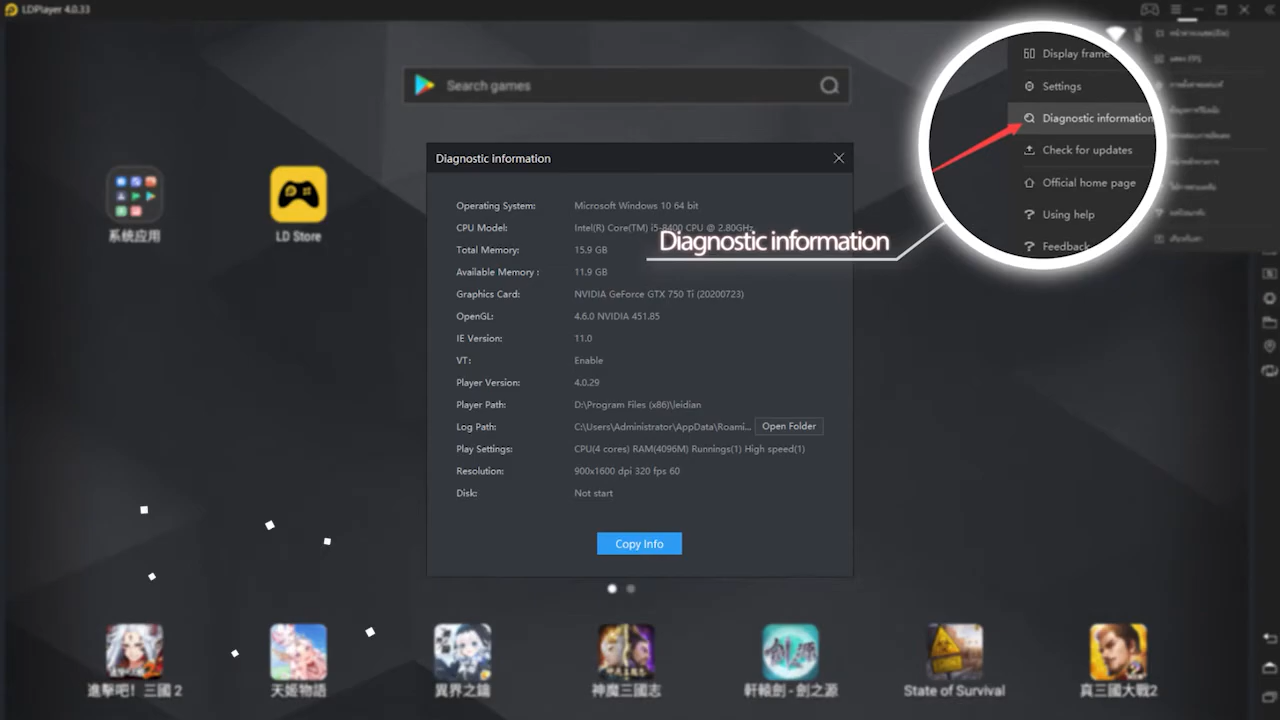 LDPlayer 4.0.33
Search games
Display frame
Settings
Diagnostic information
Check for updates
Official home page
Using help
Feedback
Diagnostic information
系统应用
LD Store
Operating System: Microsoft Windows 10 64 bit
CPU Model: Intel(R) Core(TM) i5-8400 CPU @ 2.80GHz
Diagnostic information
Total Memory: 15.9 GB
Available Memory : 11.9 GB
Graphics Card: NVIDIA GeForce GTX 750 Ti (20200723)
OpenGL: 4.6.0 NVIDIA 451.85
IE Version: 11.0
VT: Enable
Player Version: 4.0.29
Player Path: D:\Program Files (x86)\leidian
Log Path: C:\Users\Administrator\AppData\Roami... Open Folder
Play Settings: CPU(4 cores) RAM(4096M) Runnings(1) High speed(1)
Resolution: 900x1600 dpi 320 fps 60
Disk: Not start
Copy Info
進擊吧！三國 2
天姬物語
異界之鑰
神魔三國志
軒轅劍 - 劍之源
State of Survival
真三國大戰2